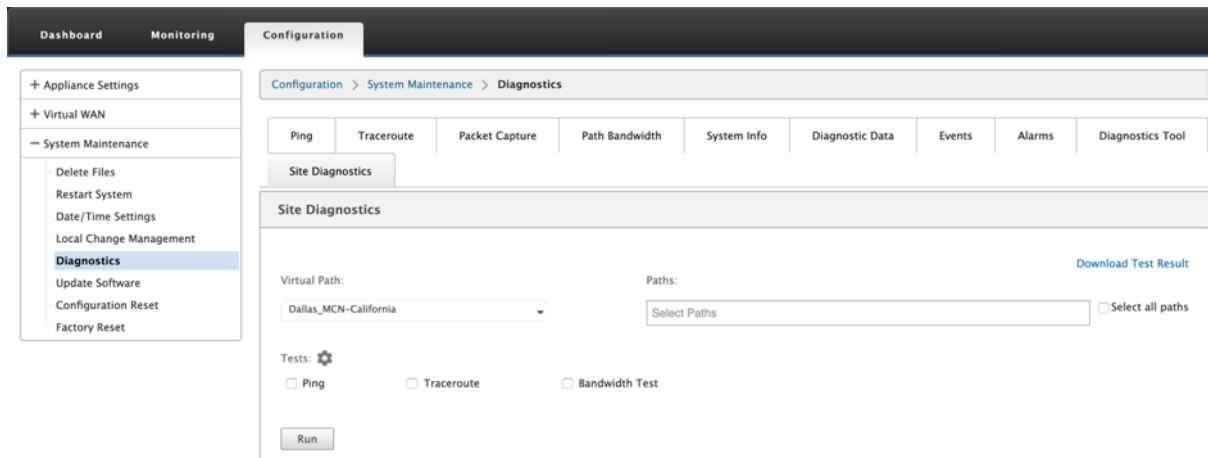 Dashboard Monitoring Configuration
+ Appliance Settings
+ Virtual WAN
− System Maintenance
Delete Files
Restart System
Date/Time Settings
Local Change Management
Diagnostics
Update Software
Configuration Reset
Factory Reset
Configuration > System Maintenance > Diagnostics
Ping Traceroute Packet Capture Path Bandwidth System Info Diagnostic Data Events Alarms Diagnostics Tool
Site Diagnostics
Site Diagnostics
Download Test Result
Virtual Path: Paths:
Dallas_MCN-California Select Paths Select all paths
Tests:
Ping Traceroute Bandwidth Test
Run